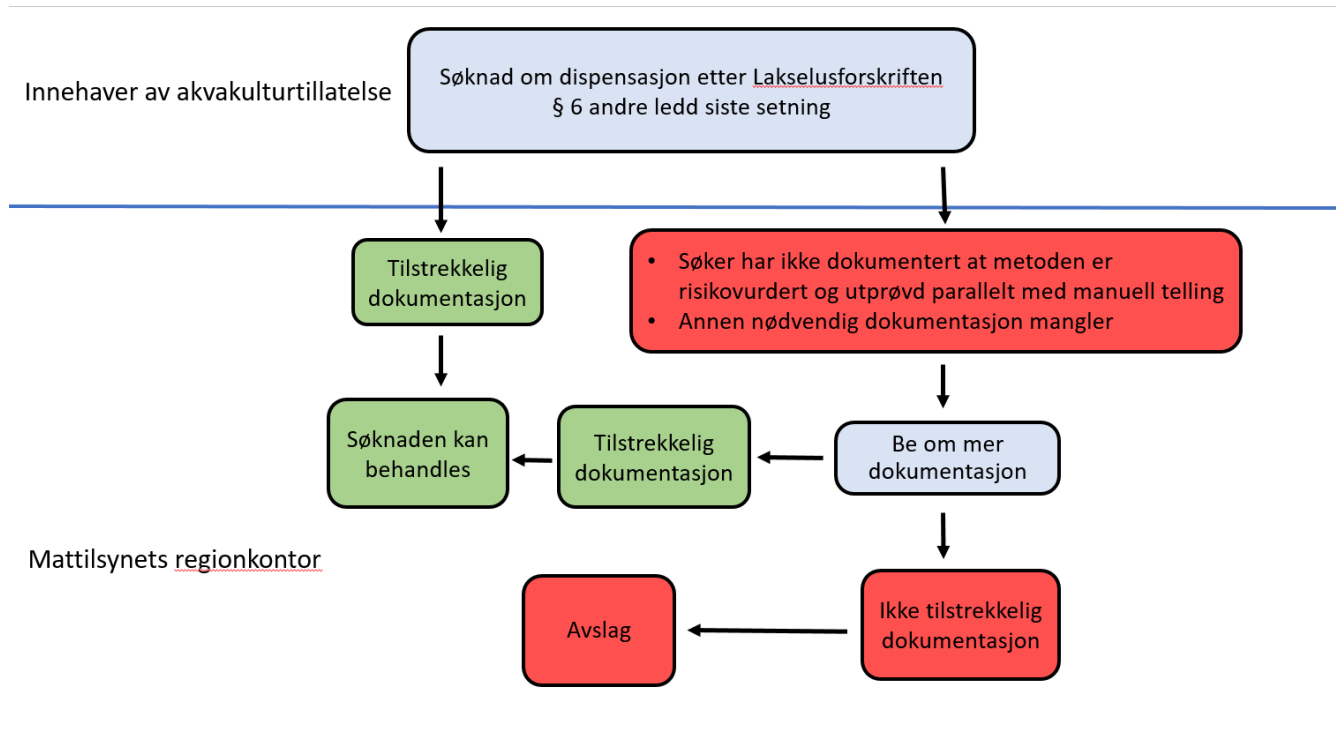 Innehaver av akvakulturtillatelse
Søknad om dispensasjon etter Lakselusforskriften
§ 6 andre ledd siste setning
Tilstrekkelig
dokumentasjon
• Søker har ikke dokumentert at metoden er
risikovurdert og utprøvd parallelt med manuell telling
• Annen nødvendig dokumentasjon mangler
Søknaden kan
behandles
Tilstrekkelig
dokumentasjon
Be om mer
dokumentasjon
Mattilsynets regionkontor
Avslag
Ikke tilstrekkelig
dokumentasjon